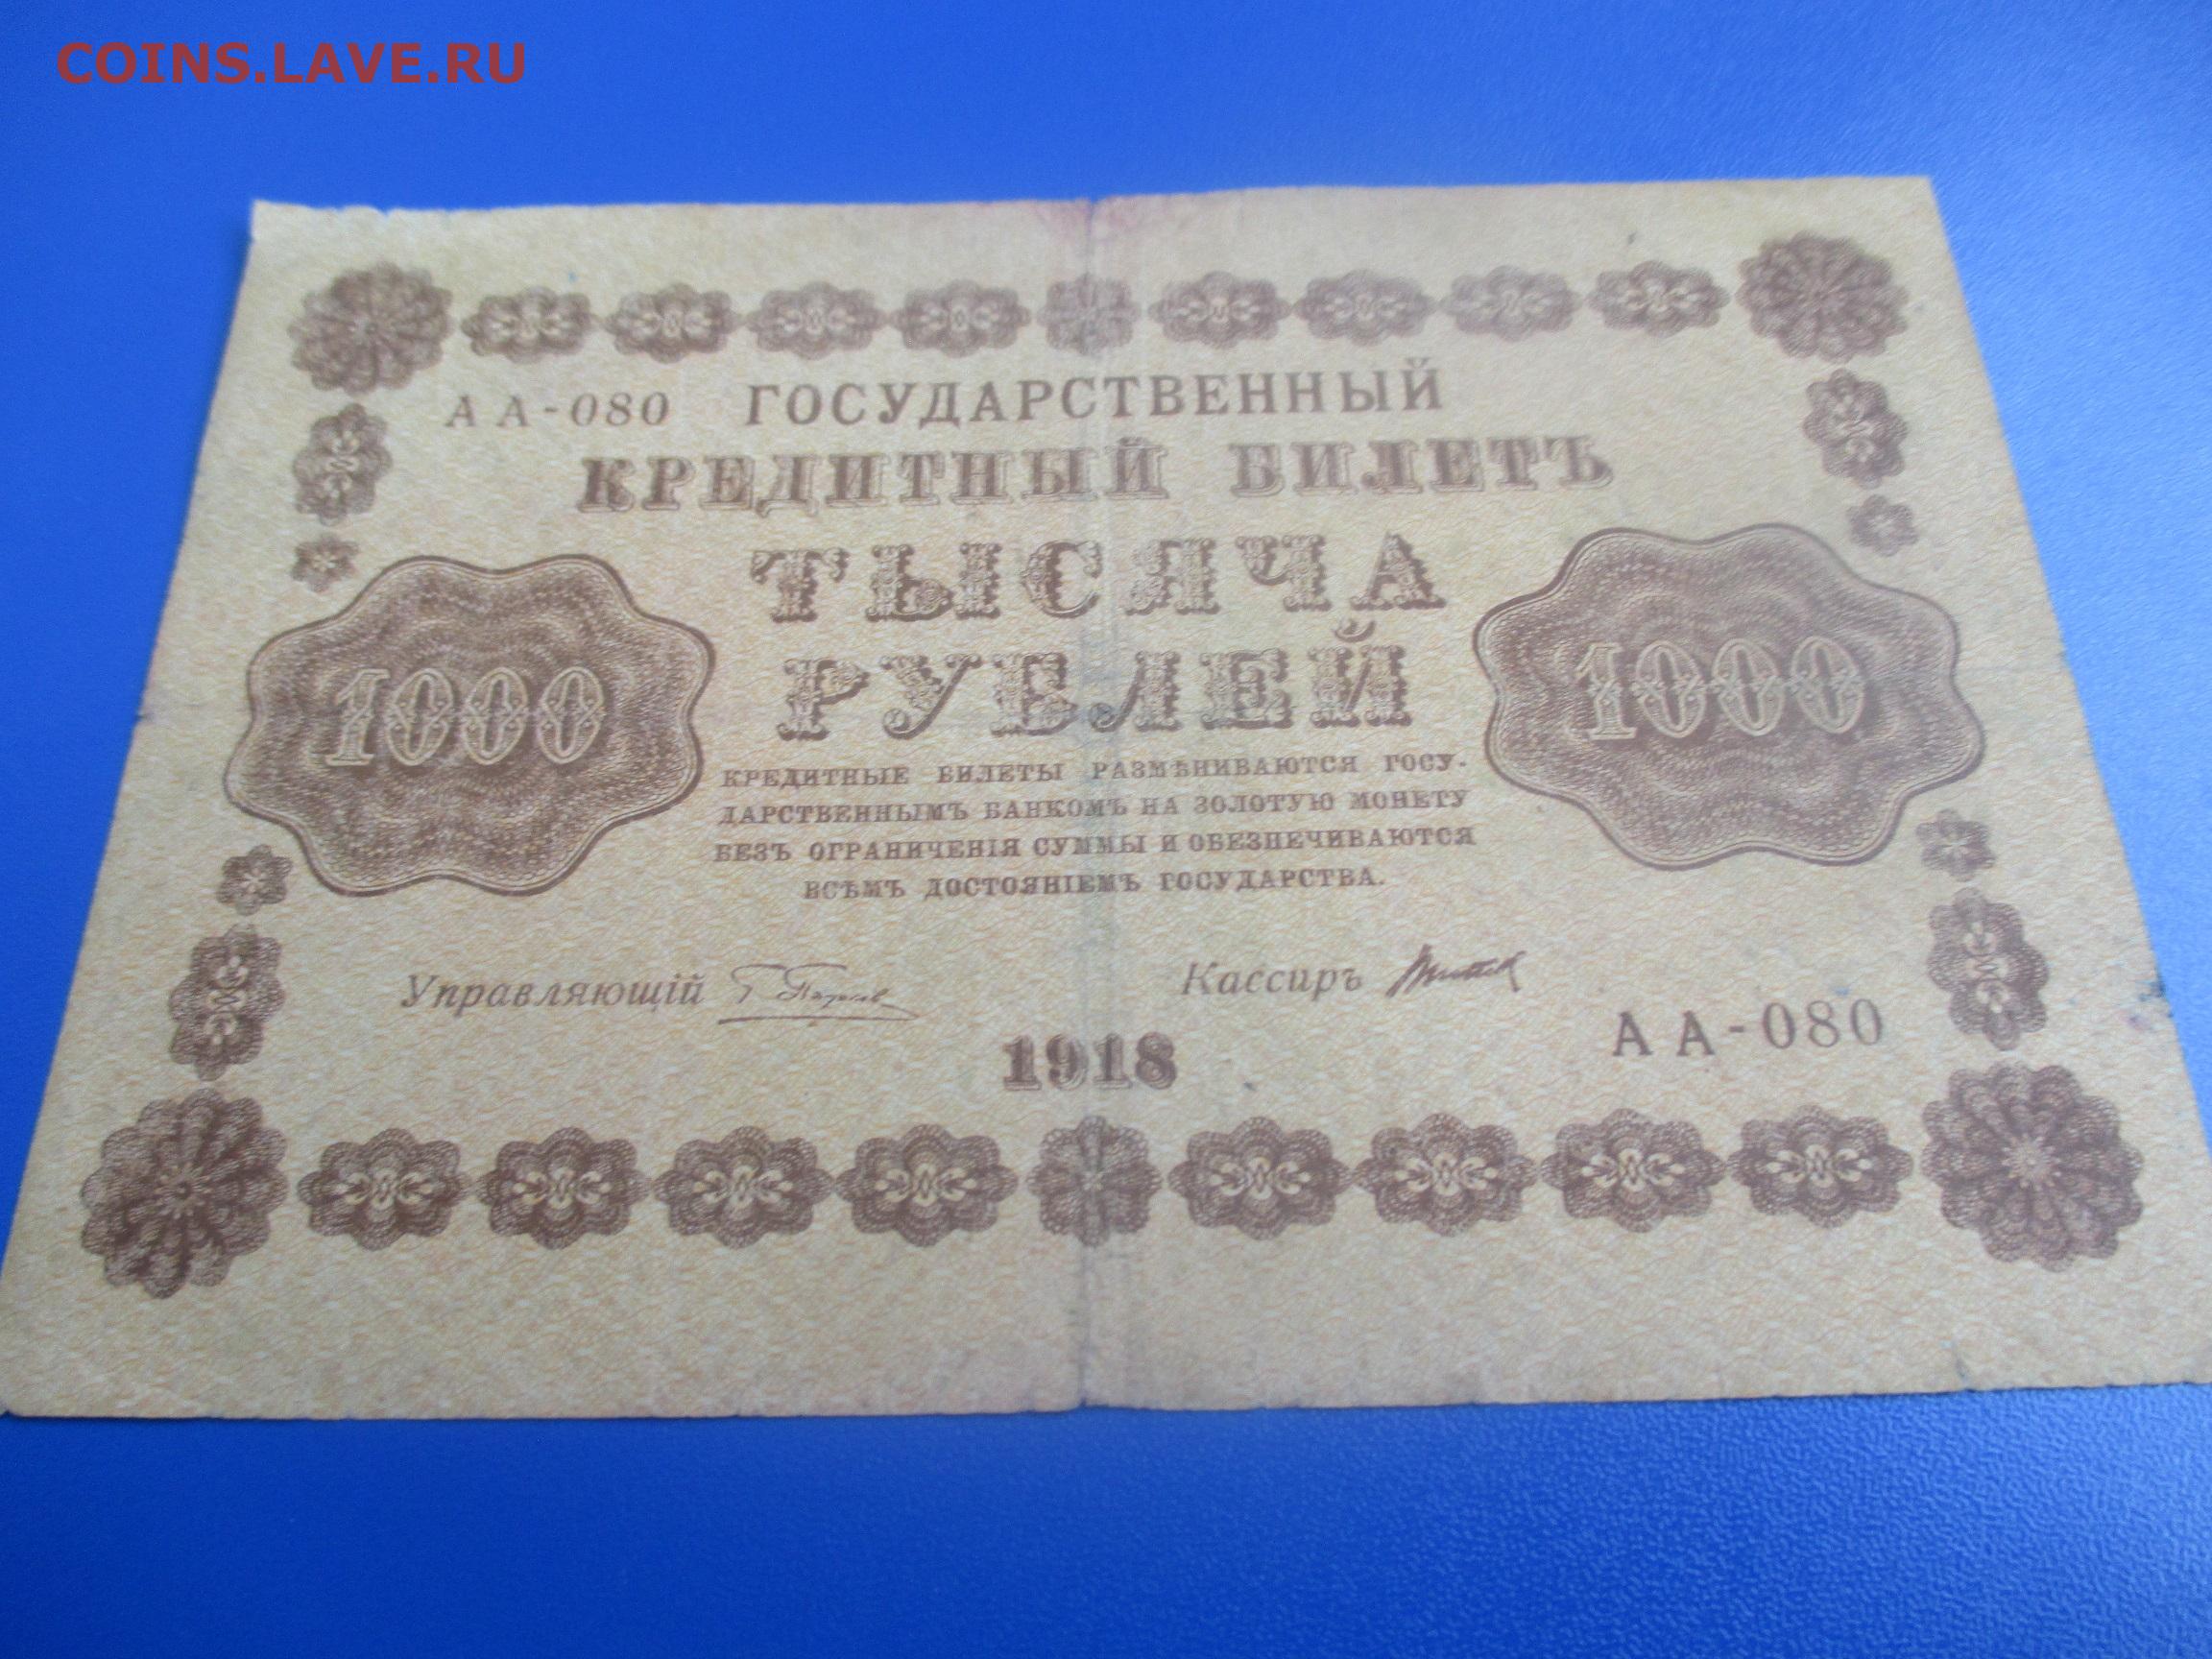 COINS.LAVE.RU
АА-080 ГОСУДАРСТВЕННЫЙ
КРЕДИТНЫЙ БИЛЕТЪ
ТЫСЯЧА
РУБЛЕЙ
1000 1000
КРЕДИТНЫЕ БИЛЕТЫ РАЗМѢНИВАЮТСЯ ГОСУ-
ДАРСТВЕННЫМЪ БАНКОМЪ НА ЗОЛОТУЮ МОНЕТУ
БЕЗЪ ОГРАНИЧЕНІЯ СУММЫ И ОБЕЗПЕЧИВАЮТСЯ
ВСѢМЪ ДОСТОЯНІЕМЪ ГОСУДАРСТВА.
Управляющій Кассиръ
АА-080
1918